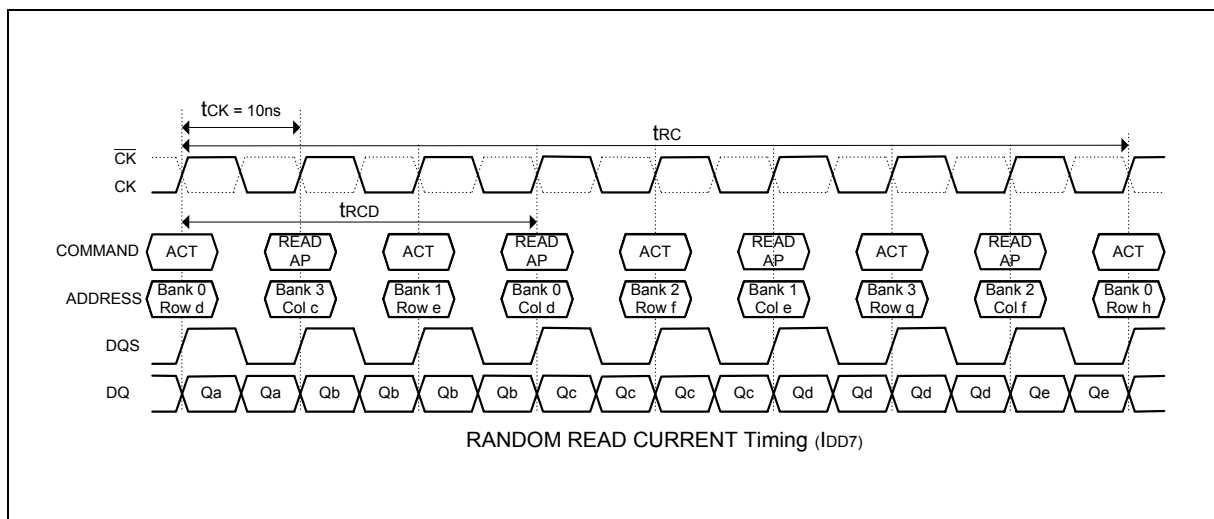 tCK = 10ns
tRC
CK
CK
tRCD
COMMAND ACT READ AP ACT READ AP ACT READ AP ACT READ AP ACT
ADDRESS Bank 0 Row d Bank 3 Col c Bank 1 Row e Bank 0 Col d Bank 2 Row f Bank 1 Col e Bank 3 Row q Bank 2 Col f Bank 0 Row h
DQS
DQ Qa Qa Qb Qb Qb Qb Qc Qc Qc Qc Qd Qd Qd Qd Qe Qe
RANDOM READ CURRENT Timing (IDD7)